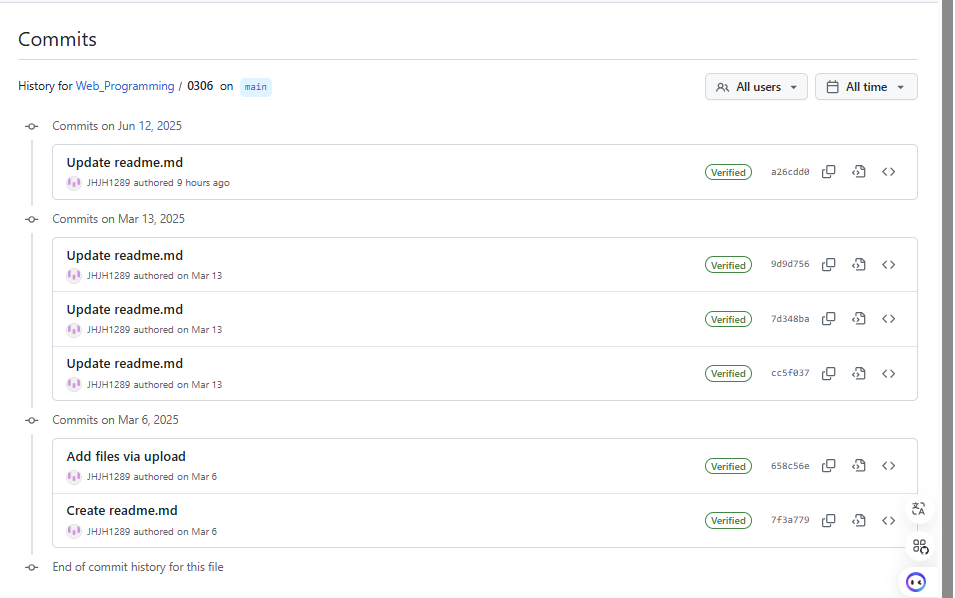 Commits
History for Web_Programming / 0306 on main
All users
All time
Commits on Jun 12, 2025
Update readme.md
JHJH1289 authored 9 hours ago
Verified
a26cdd0
Commits on Mar 13, 2025
Update readme.md
JHJH1289 authored on Mar 13
Verified
9d9d756
Update readme.md
JHJH1289 authored on Mar 13
Verified
7d348ba
Update readme.md
JHJH1289 authored on Mar 13
Verified
cc5f037
Commits on Mar 6, 2025
Add files via upload
JHJH1289 authored on Mar 6
Verified
658c56e
Create readme.md
JHJH1289 authored on Mar 6
Verified
7f3a779
End of commit history for this file